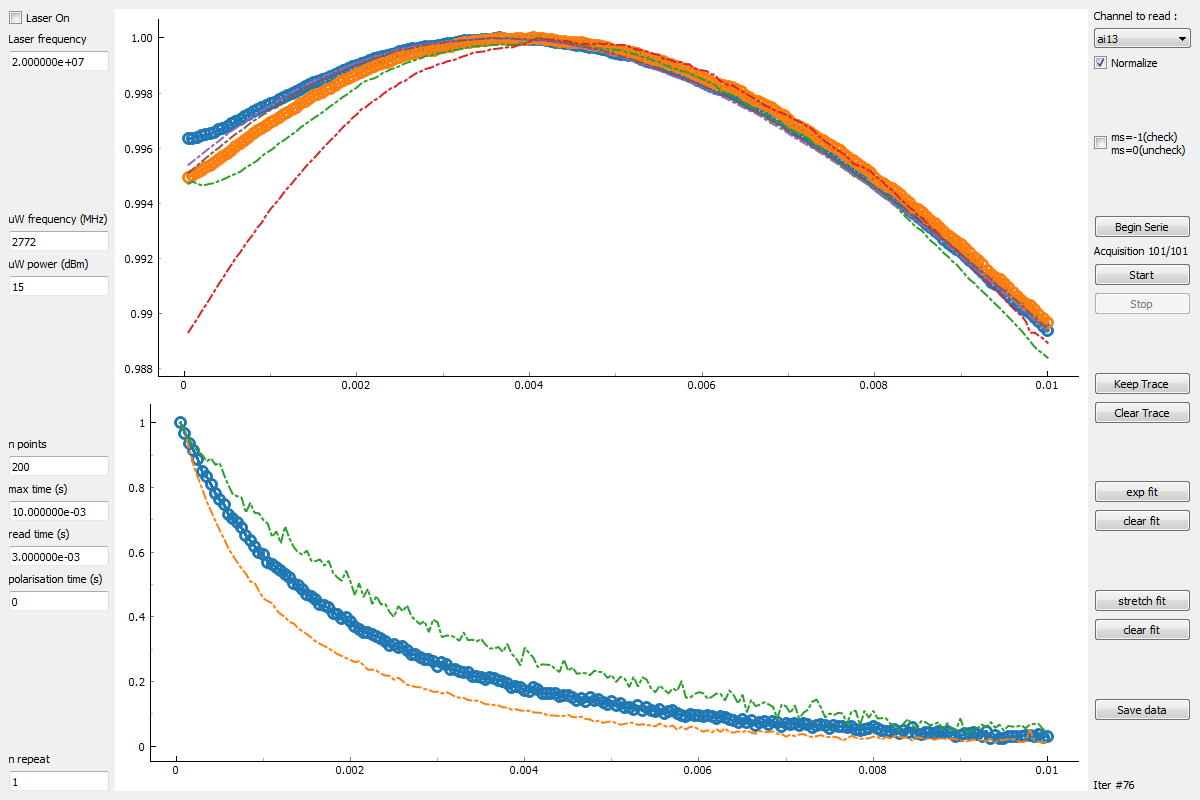 Laser On
Laser frequency
2.000000e+07
uW frequency (MHz)
2772
uW power (dBm)
15
n points
200
max time (s)
10.000000e-03
read time (s)
3.000000e-03
polarisation time (s)
0
n repeat
1
1.00
0.998
0.996
0.994
0.992
0.99
0.988
0 0.002 0.004 0.006 0.008 0.01
1
0.8
0.6
0.4
0.2
0
0 0.002 0.004 0.006 0.008 0.01
Channel to read :
ai13
Normalize
ms=-1(check)
ms=0(uncheck)
Begin Serie
Acquisition 101/101
Start
Stop
Keep Trace
Clear Trace
exp fit
clear fit
stretch fit
clear fit
Save data
Iter #76